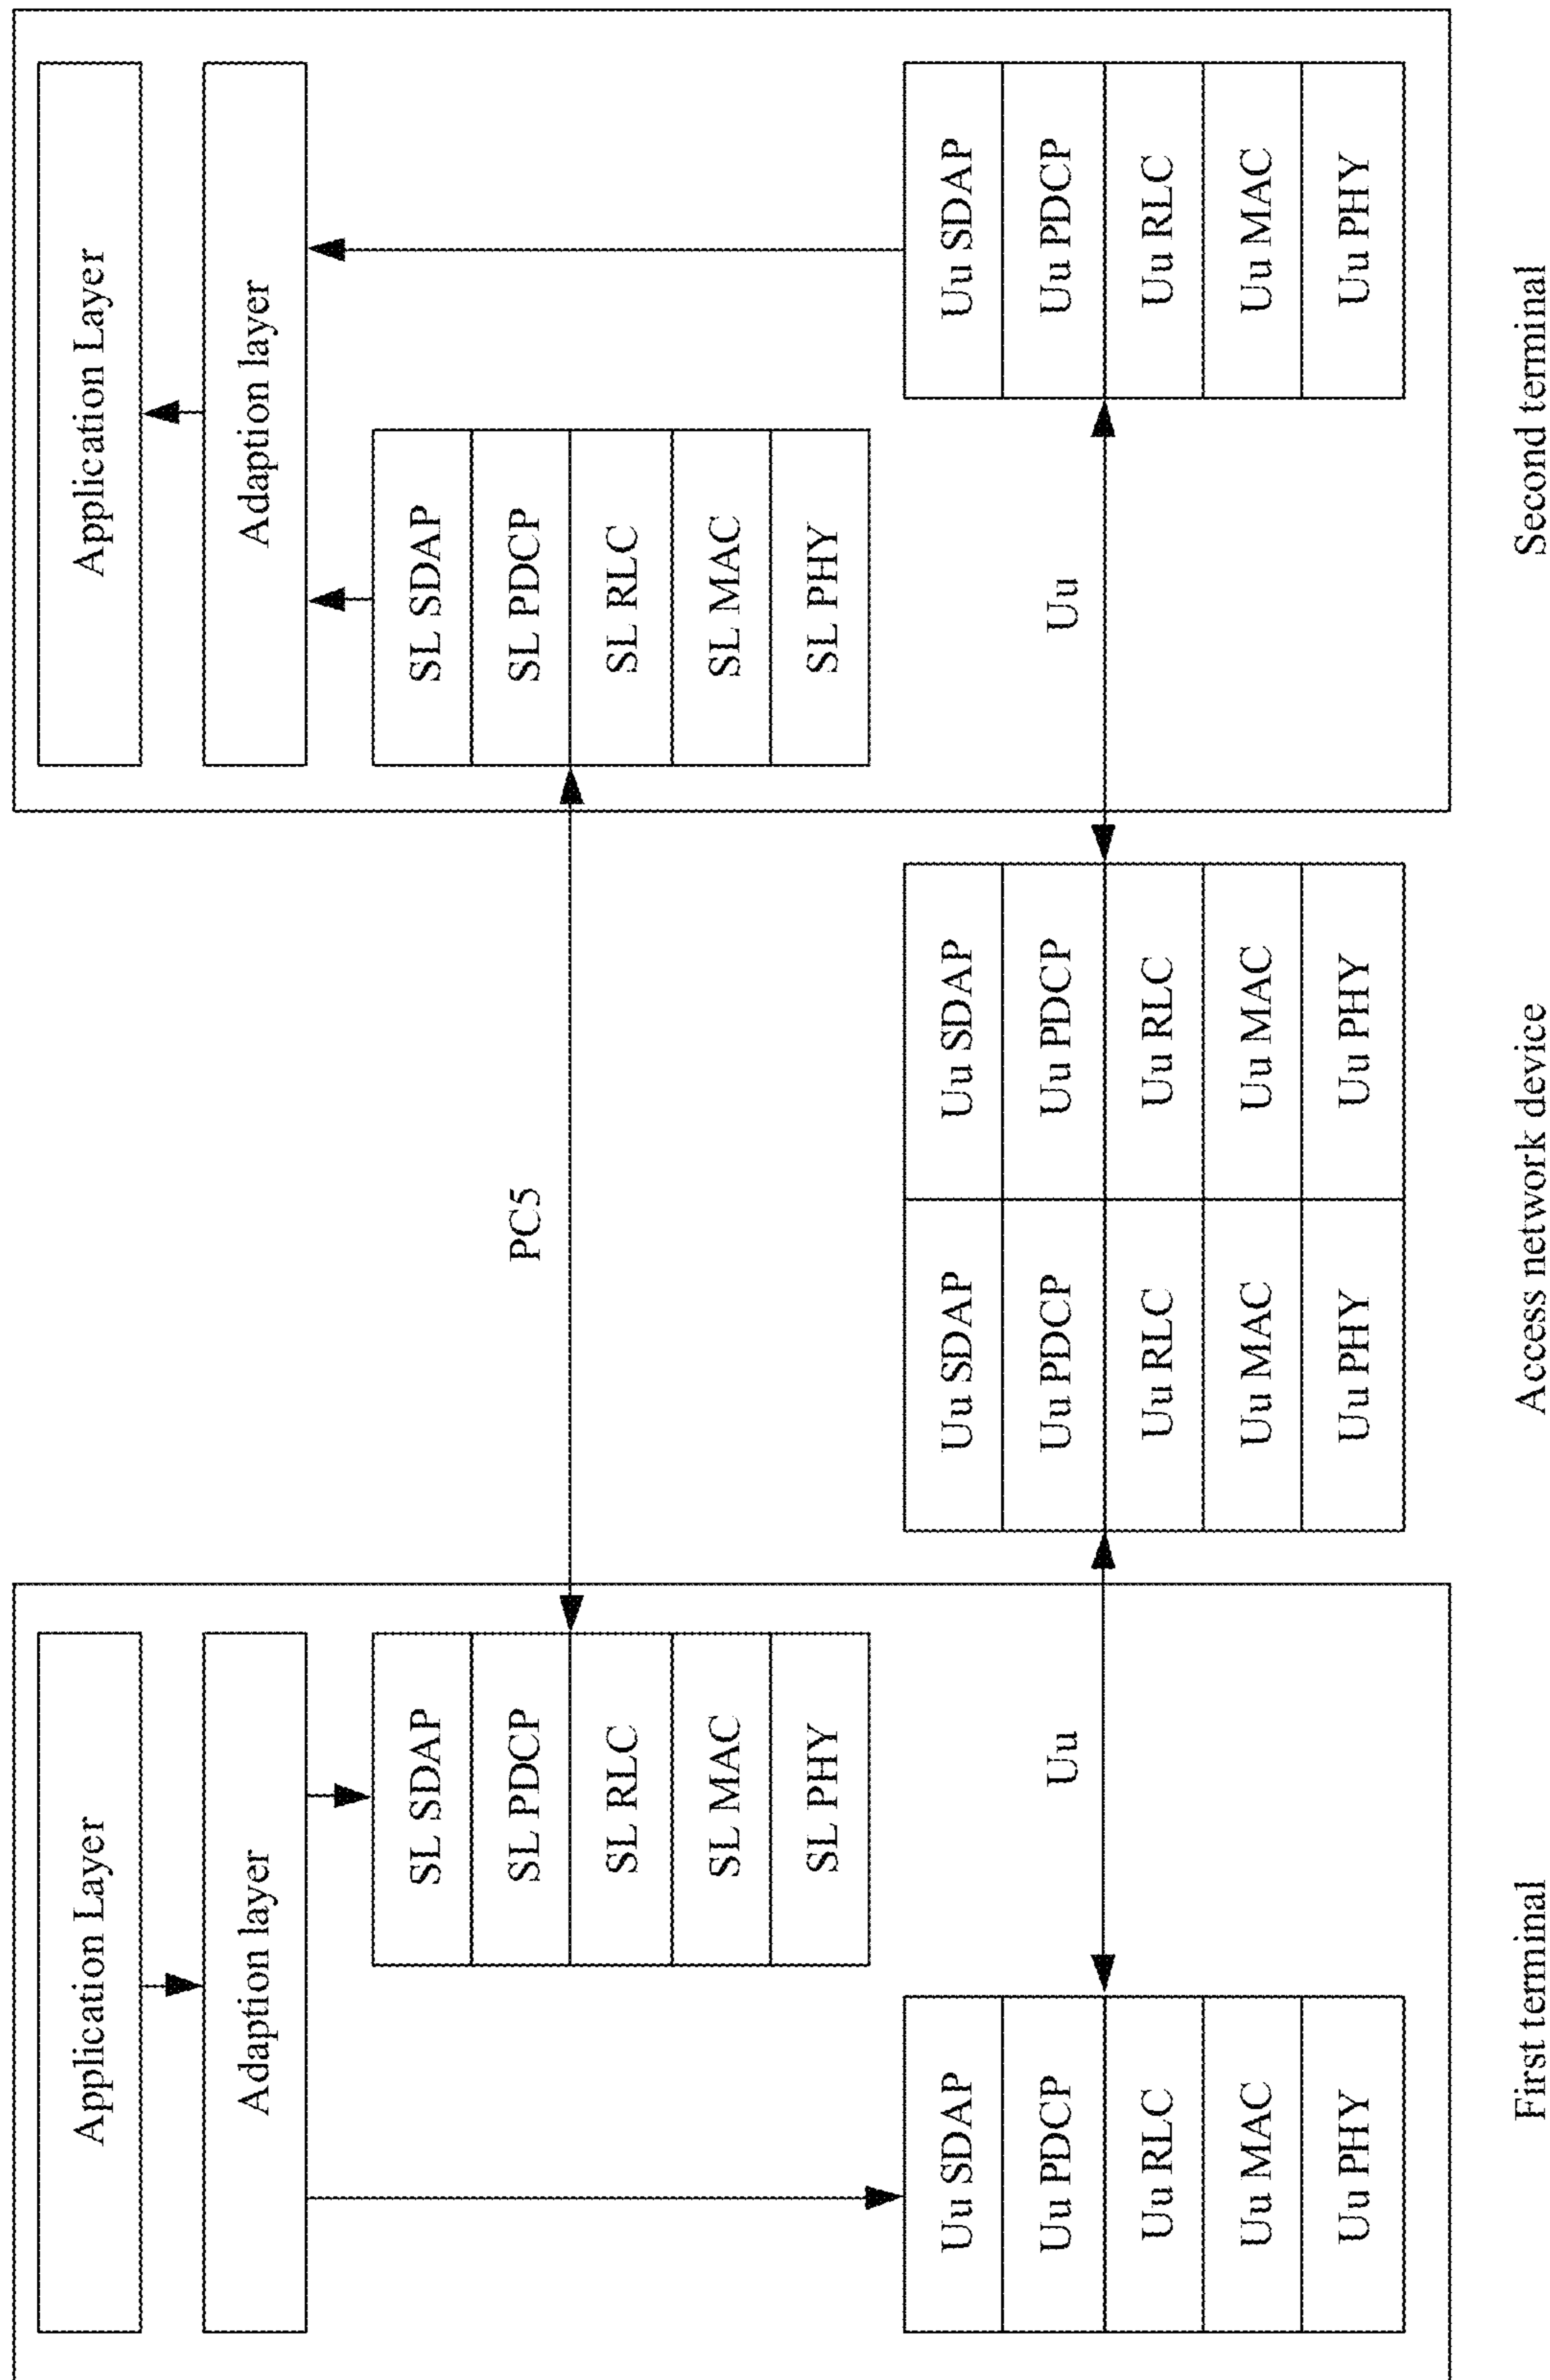 Application Layer
Adaption layer
SL SDAP
SL PDCP
SL RLC
SL MAC
SL PHY
Uu SDAP
Uu PDCP
Uu RLC
Uu MAC
Uu PHY
First terminal
PC5
Uu
Uu SDAP
Uu PDCP
Uu RLC
Uu MAC
Uu PHY
Uu SDAP
Uu PDCP
Uu RLC
Uu MAC
Uu PHY
Access network device
Uu
Application Layer
Adaption layer
SL SDAP
SL PDCP
SL RLC
SL MAC
SL PHY
Uu SDAP
Uu PDCP
Uu RLC
Uu MAC
Uu PHY
Second terminal